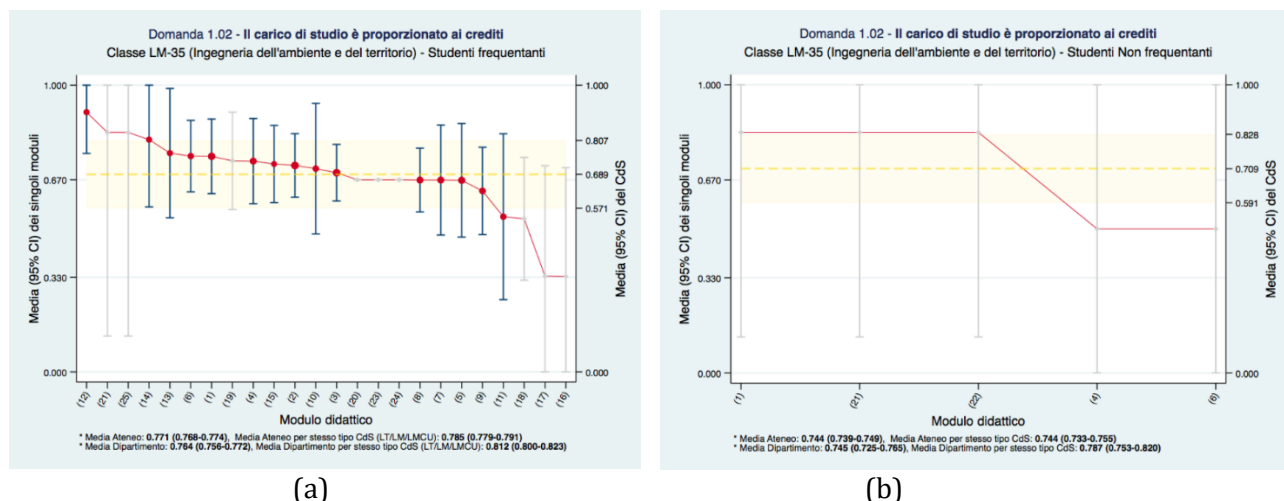 Domanda 1.02 - Il carico di studio è proporzionato ai crediti
Classe LM-35 (Ingegneria dell'ambiente e del territorio) - Studenti frequentanti
Media (95% CI) dei singoli moduli
1.000
0.670
0.330
0.000
1.000
0.807
0.689
0.571
0.000
Media (95% CI) del CdS
(12) (21) (25) (14) (13) (6) (1) (19) (4) (15) (2) (10) (3) (20) (23) (24) (8) (7) (5) (9) (11) (18) (17) (16)
Modulo didattico
* Media Ateneo: 0.771 (0.768-0.774), Media Ateneo per stesso tipo CdS (LT/LM/LMCU): 0.785 (0.779-0.791)
* Media Dipartimento: 0.764 (0.756-0.772), Media Dipartimento per stesso tipo CdS (LT/LM/LMCU): 0.812 (0.800-0.823)
(a)
Domanda 1.02 - Il carico di studio è proporzionato ai crediti
Classe LM-35 (Ingegneria dell'ambiente e del territorio) - Studenti Non frequentanti
Media (95% CI) dei singoli moduli
1.000
0.670
0.330
0.000
1.000
0.828
0.709
0.591
0.000
Media (95% CI) del CdS
(1) (21) (22) (4) (6)
Modulo didattico
* Media Ateneo: 0.744 (0.739-0.749), Media Ateneo per stesso tipo CdS: 0.744 (0.733-0.755)
* Media Dipartimento: 0.745 (0.725-0.765), Media Dipartimento per stesso tipo CdS: 0.787 (0.753-0.820)
(b)